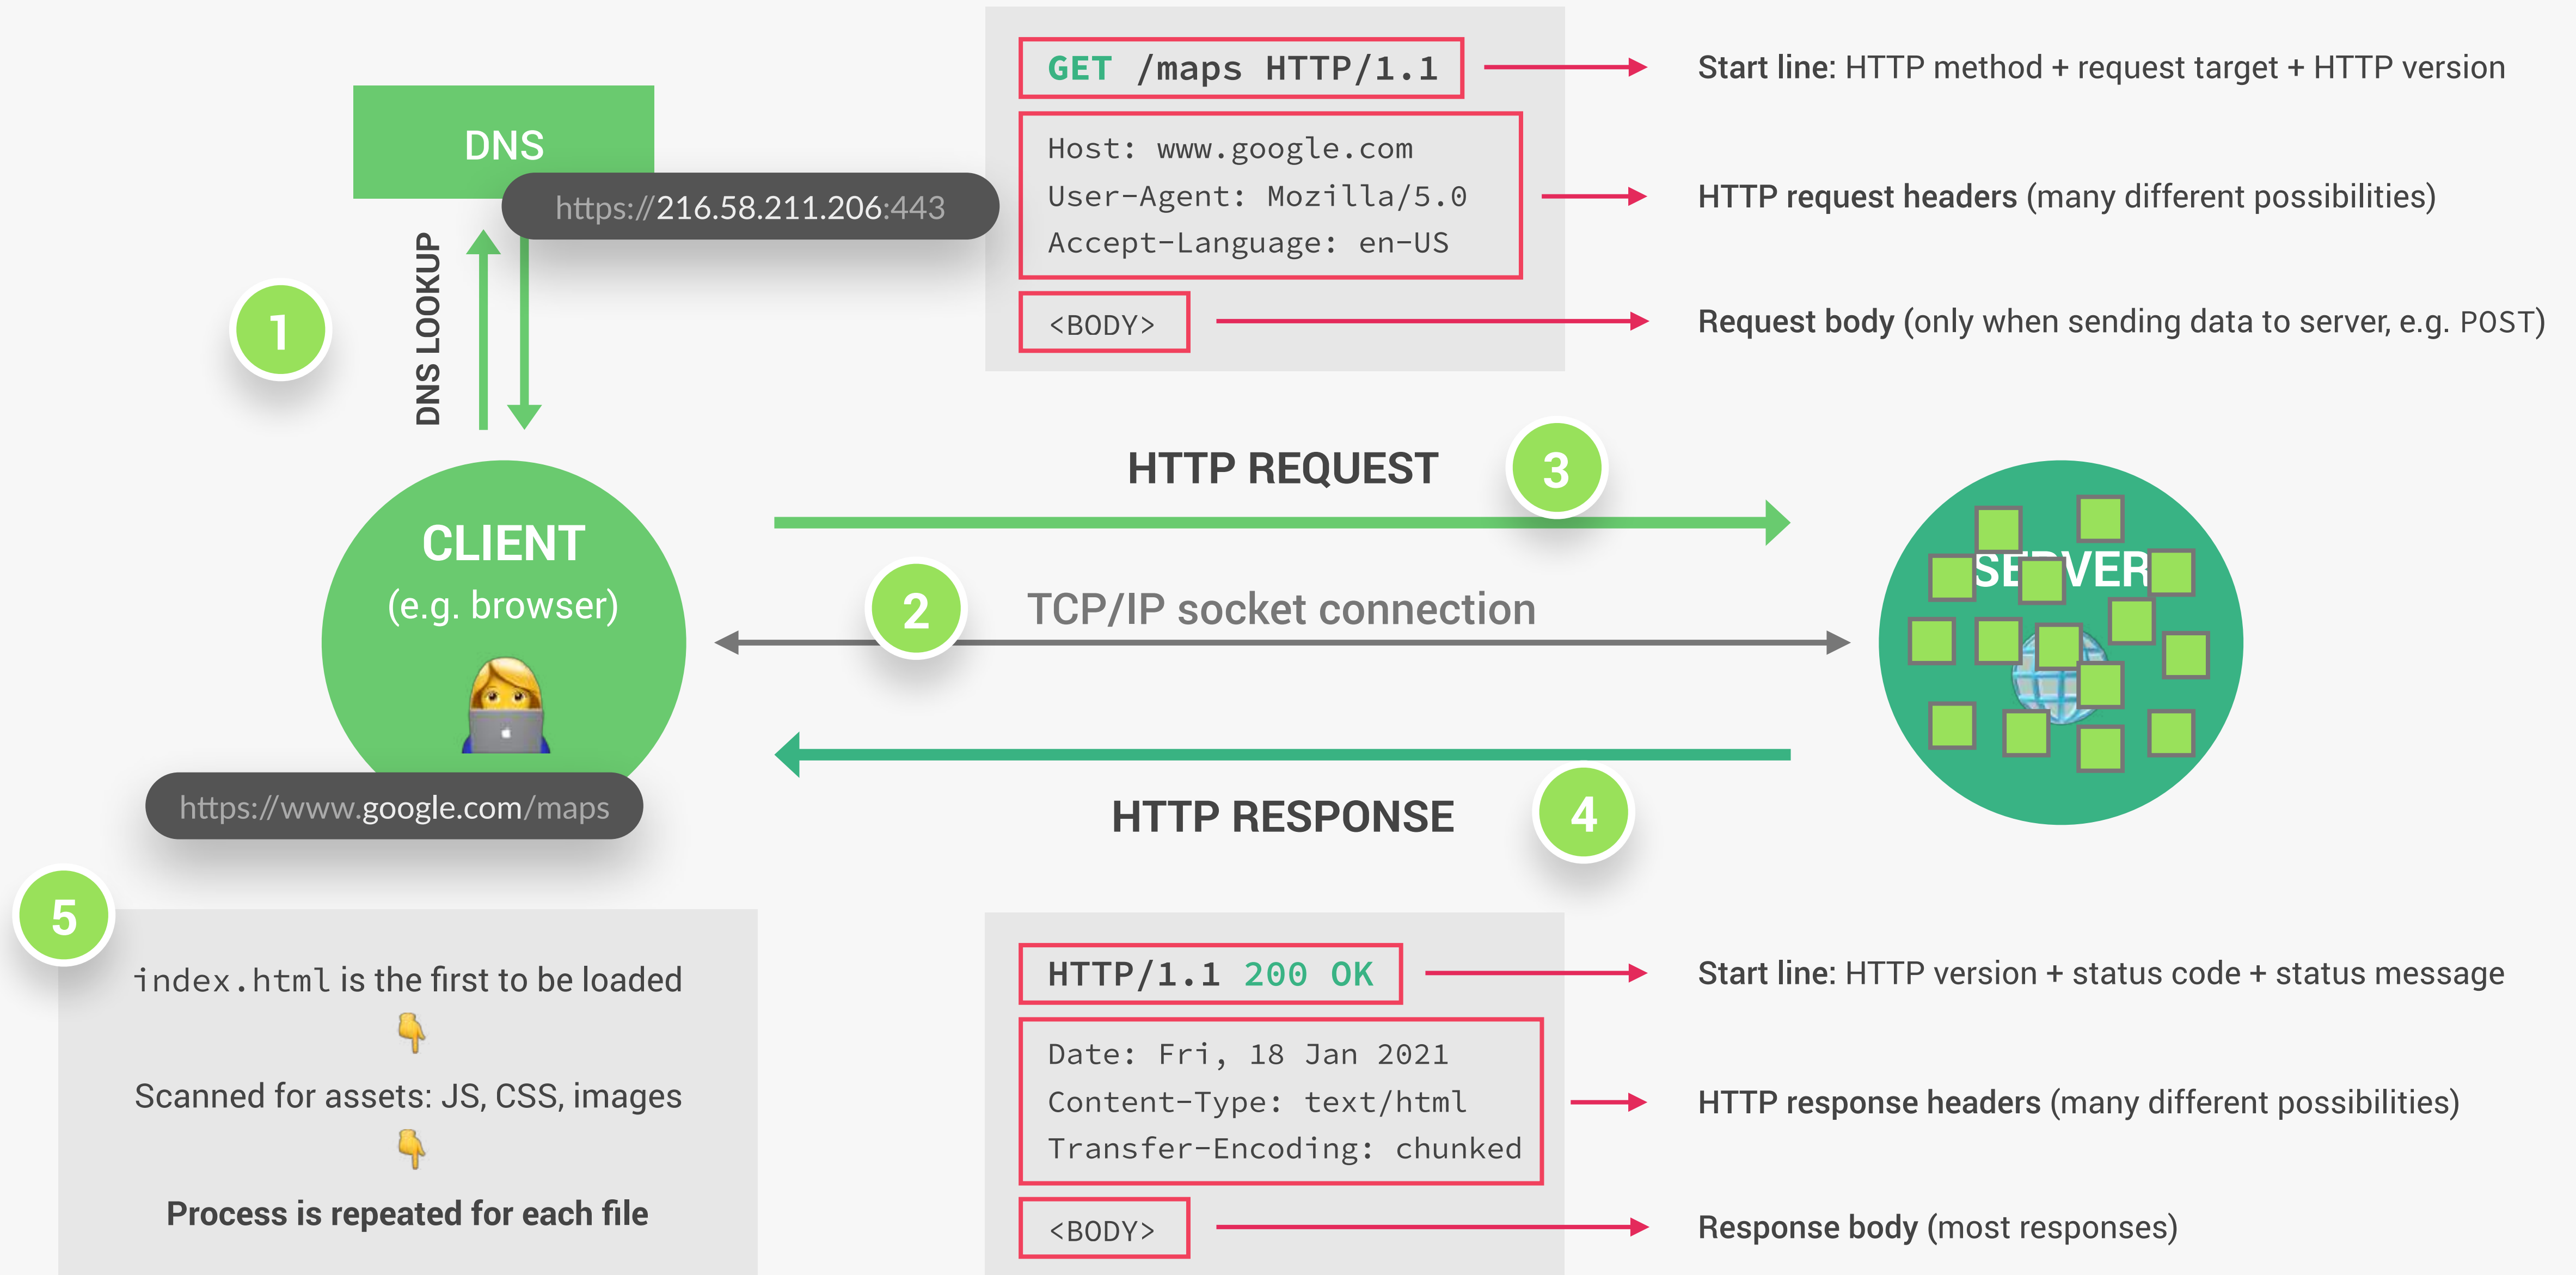 DNS
https://216.58.211.206:443
DNS LOOKUP
1
GET /maps HTTP/1.1
Host: www.google.com
User-Agent: Mozilla/5.0
Accept-Language: en-US
<BODY>
Start line: HTTP method + request target + HTTP version
HTTP request headers (many different possibilities)
Request body (only when sending data to server, e.g. POST)
CLIENT
(e.g. browser)
https://www.google.com/maps
HTTP REQUEST
3
2
TCP/IP socket connection
HTTP RESPONSE
4
5
index.html is the first to be loaded
Scanned for assets: JS, CSS, images
Process is repeated for each file
HTTP/1.1 200 OK
Date: Fri, 18 Jan 2021
Content-Type: text/html
Transfer-Encoding: chunked
<BODY>
Start line: HTTP version + status code + status message
HTTP response headers (many different possibilities)
Response body (most responses)
SERVER